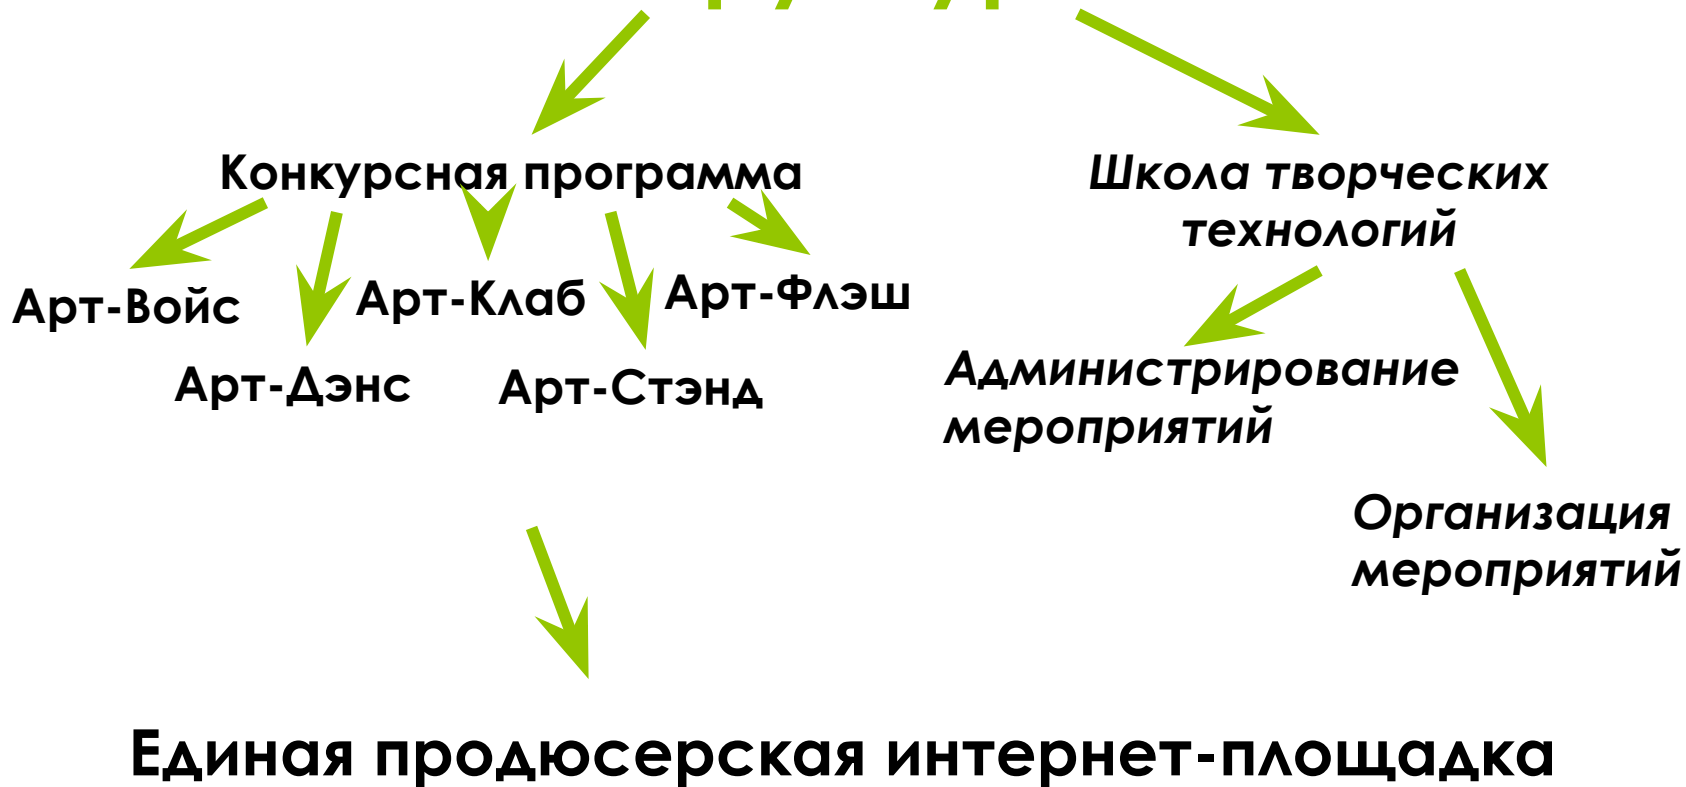 Конкурсная программа
Школа творческих
технологий
Арт-Войс
Арт-Клаб
Арт-Флэш
Арт-Дэнс
Арт-Стэнд
Администрирование
мероприятий
Организация
мероприятий
Единая продюсерская интернет-площадка